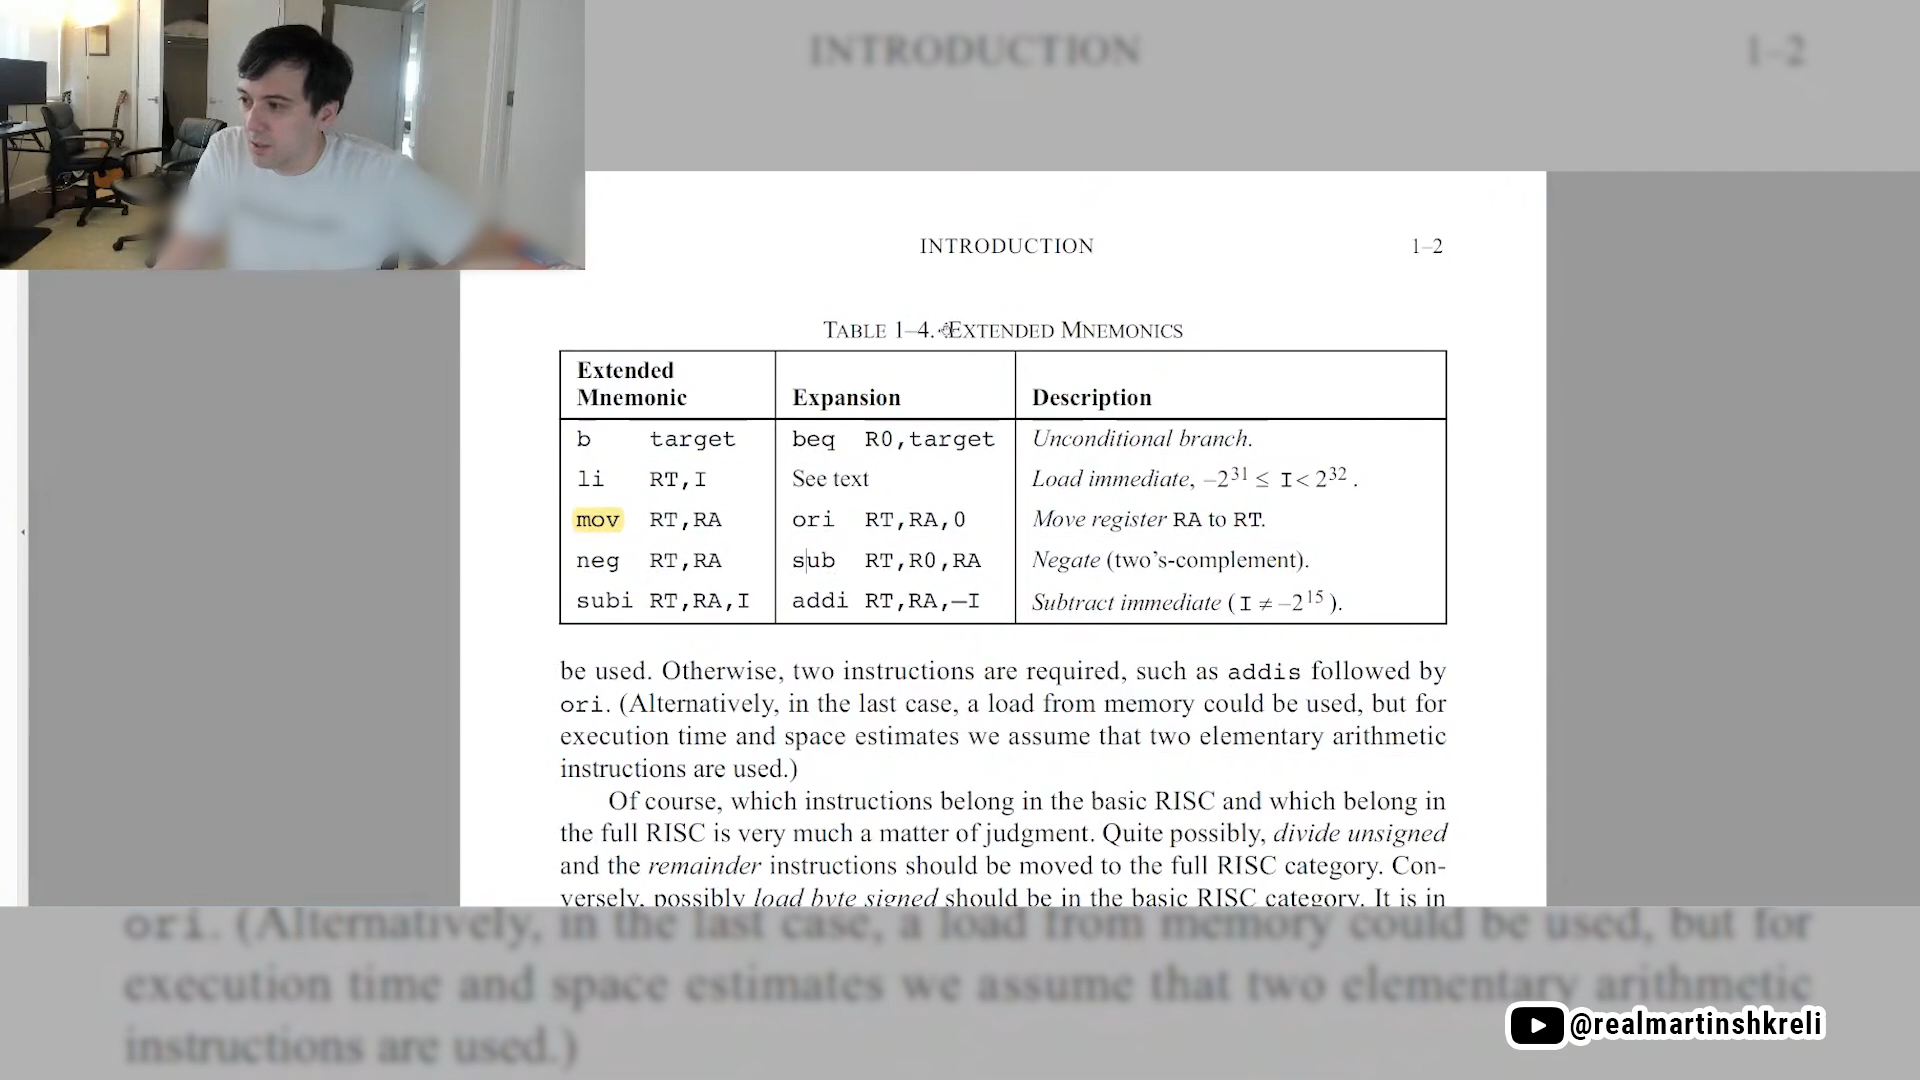 INTRODUCTION 1–2
INTRODUCTION 1–2
TABLE 1–4. EXTENDED MNEMONICS
Extended Mnemonic Expansion Description
b target beq R0,target Unconditional branch.
li RT,I See text Load immediate, –2^31 ≤ I < 2^32.
mov RT,RA ori RT,RA,0 Move register RA to RT.
neg RT,RA sub RT,R0,RA Negate (two's-complement).
subi RT,RA,I addi RT,RA,–I Subtract immediate (I ≠ –2^15).
be used. Otherwise, two instructions are required, such as addis followed by
ori. (Alternatively, in the last case, a load from memory could be used, but for
execution time and space estimates we assume that two elementary arithmetic
instructions are used.)
Of course, which instructions belong in the basic RISC and which belong in
the full RISC is very much a matter of judgment. Quite possibly, divide unsigned
and the remainder instructions should be moved to the full RISC category. Con-
versely, possibly load byte signed should be in the basic RISC category. It is in
ori. (Alternatively, in the last case, a load from memory could be used, but for
execution time and space estimates we assume that two elementary arithmetic
instructions are used.)
@realmartinshkreli